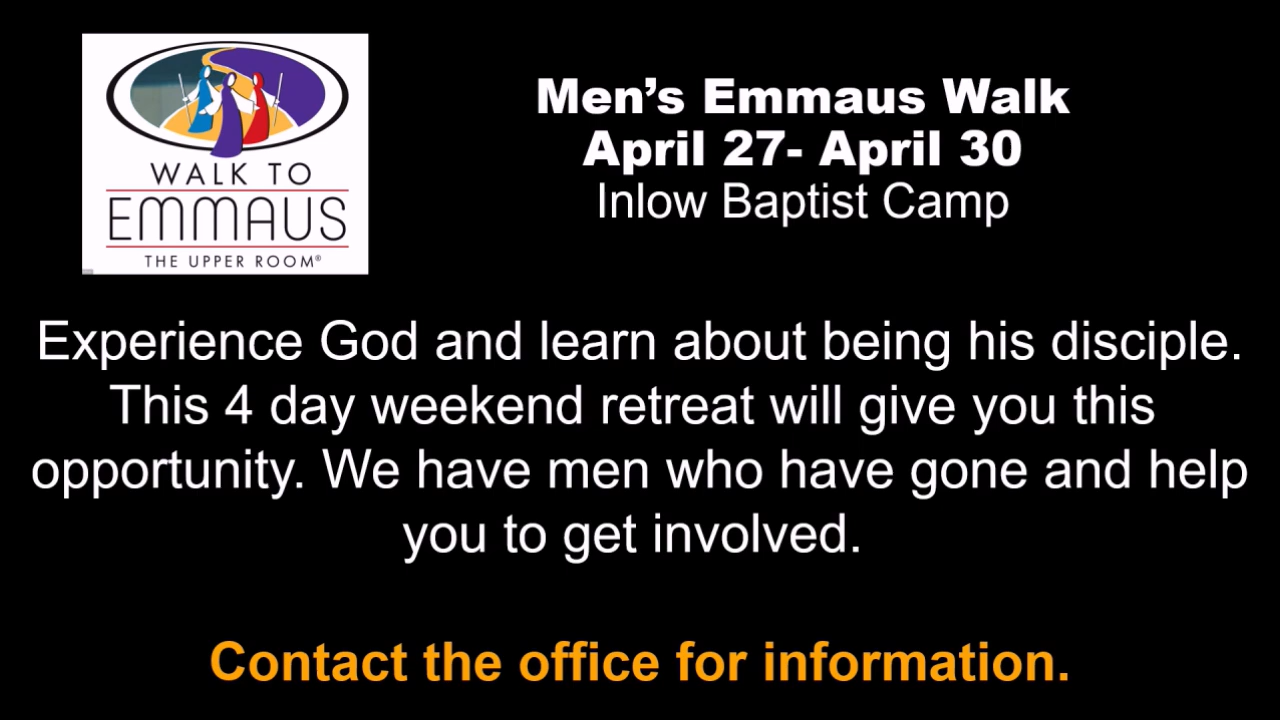 WALK TO
EMMAUS
THE UPPER ROOM®
Men’s Emmaus Walk
April 27- April 30
Inlow Baptist Camp
Experience God and learn about being his disciple.
This 4 day weekend retreat will give you this
opportunity. We have men who have gone and help
you to get involved.
Contact the office for information.